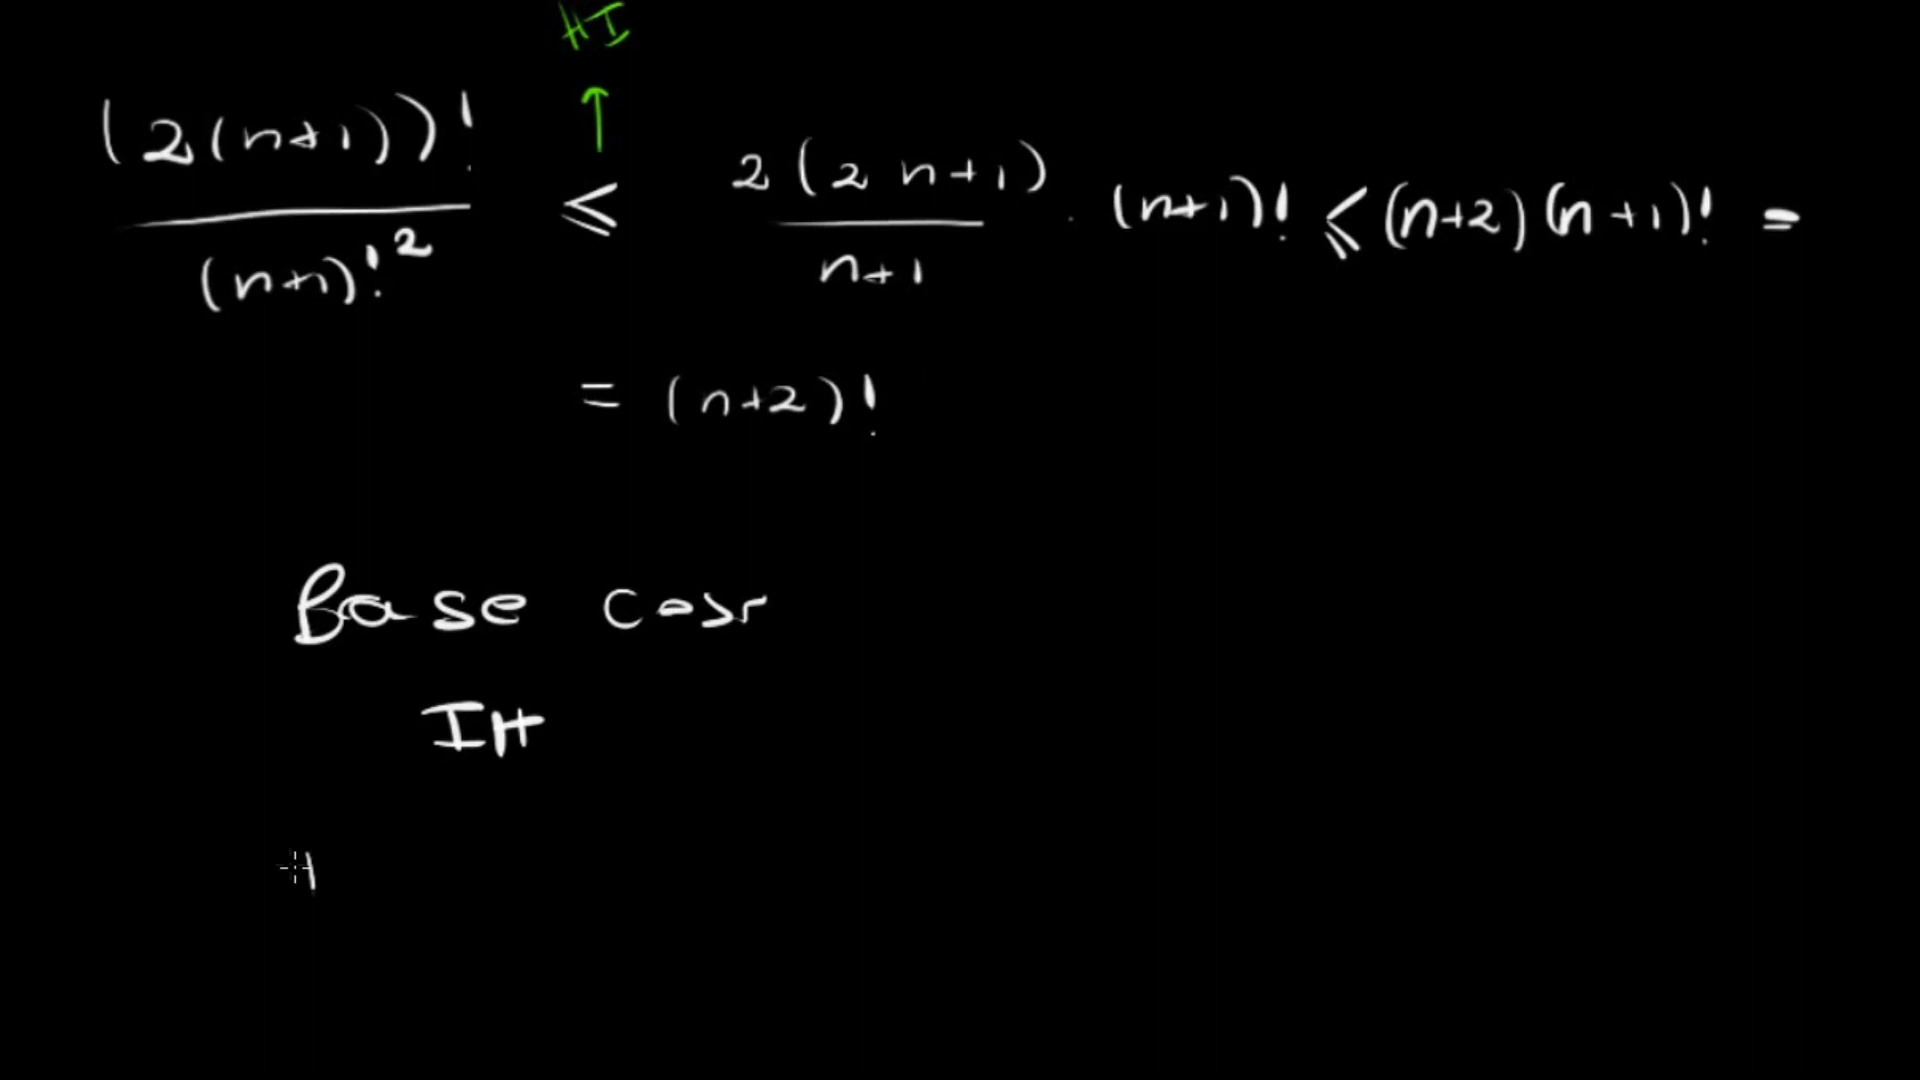 HI
↑
(2(n+1))! / (n+1)!² ≤ 2(2n+1) / n+1 · (n+1)! ≤ (n+2)(n+1)! =
= (n+2)!
Base case
IH